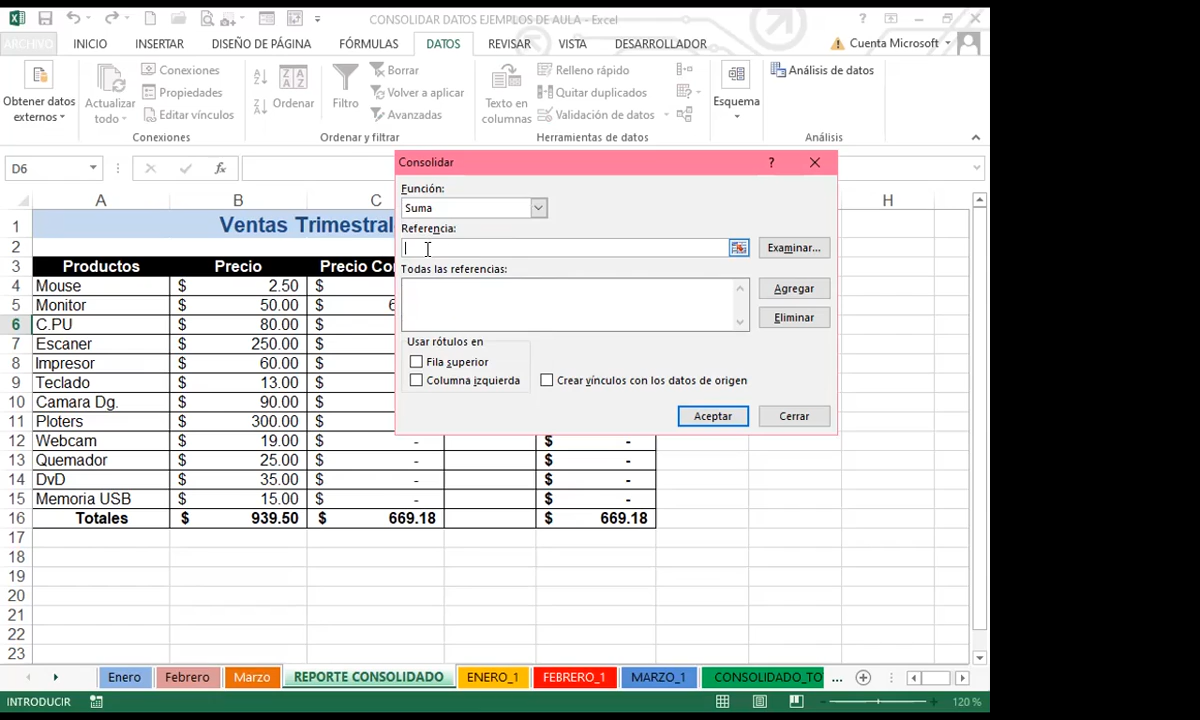 CONSOLIDAR DATOS EJEMPLOS DE AULA - Excel
ARCHIVO INICIO INSERTAR DISEÑO DE PÁGINA FÓRMULAS DATOS REVISAR VISTA DESARROLLADOR Cuenta Microsoft
Conexiones Borrar Relleno rápido Análisis de datos
Propiedades Volver a aplicar Quitar duplicados
Obtener datos externos Actualizar todo Editar vínculos Ordenar Filtro Avanzadas Texto en columnas Validación de datos Esquema
Conexiones Ordenar y filtrar Herramientas de datos Análisis
D6 fx
Consolidar ?
Función:
Suma
Referencia:
Examinar...
Todas las referencias:
Agregar
Eliminar
Usar rótulos en
Fila superior
Columna izquierda Crear vínculos con los datos de origen
Aceptar Cerrar
A B C H
1 Ventas Trimestral
2
3 Productos Precio Precio Co
4 Mouse $ 2.50 $
5 Monitor $ 50.00 6
6 C.PU $ 80.00 $
7 Escaner $ 250.00 $
8 Impresor $ 60.00 $
9 Teclado $ 13.00 $
10 Camara Dg. $ 90.00 $
11 Ploters $ 300.00 $
12 Webcam $ 19.00 $ - $ -
13 Quemador $ 25.00 $ - $ -
14 DvD $ 35.00 $ - $ -
15 Memoria USB $ 15.00 $ - $ -
16 Totales $ 939.50 $ 669.18 $ 669.18
17
18
19
20
21
22
23
Enero Febrero Marzo REPORTE CONSOLIDADO ENERO_1 FEBRERO_1 MARZO_1 CONSOLIDADO_TO ...
INTRODUCIR 120 %